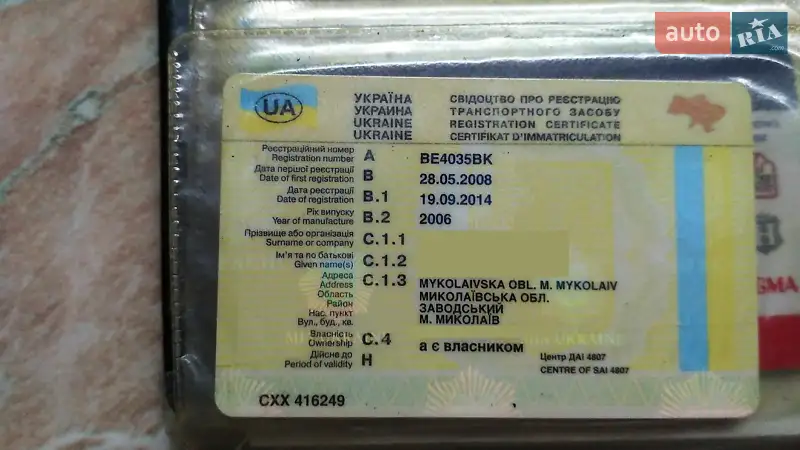 auto RIA .com
UA
УКРАЇНА
УКРАИНА
UKRAINE
UKRAINE
СВІДОЦТВО ПРО РЕЄСТРАЦІЮ
ТРАНСПОРТНОГО ЗАСОБУ
REGISTRATION CERTIFICATE
CERTIFIKAT D'IMMATRICULATION
Реєстраційний номер
Registration number A BE4035BK
Дата першої реєстрації
Date of first registration B 28.05.2008
Дата реєстрації
Date of registration B.1 19.09.2014
Рік випуску
Year of manufacture B.2 2006
Прізвище або організація
Surname or company C.1.1
Ім'я та по батькові
Given name(s) C.1.2
Адреса
Address C.1.3 MYKOLAIVSKA OBL. M. MYKOLAIV
Область МИКОЛАЇВСЬКА ОБЛ.
Район ЗАВОДСЬКИЙ
Нас. пункт М. МИКОЛАЇВ
Вул., буд., кв.
Власність
Ownership C.4 а є власником
Дійсне до
Period of validity H
Центр ДАІ 4807
CENTRE OF SAI 4807
CXX 416249
GMA